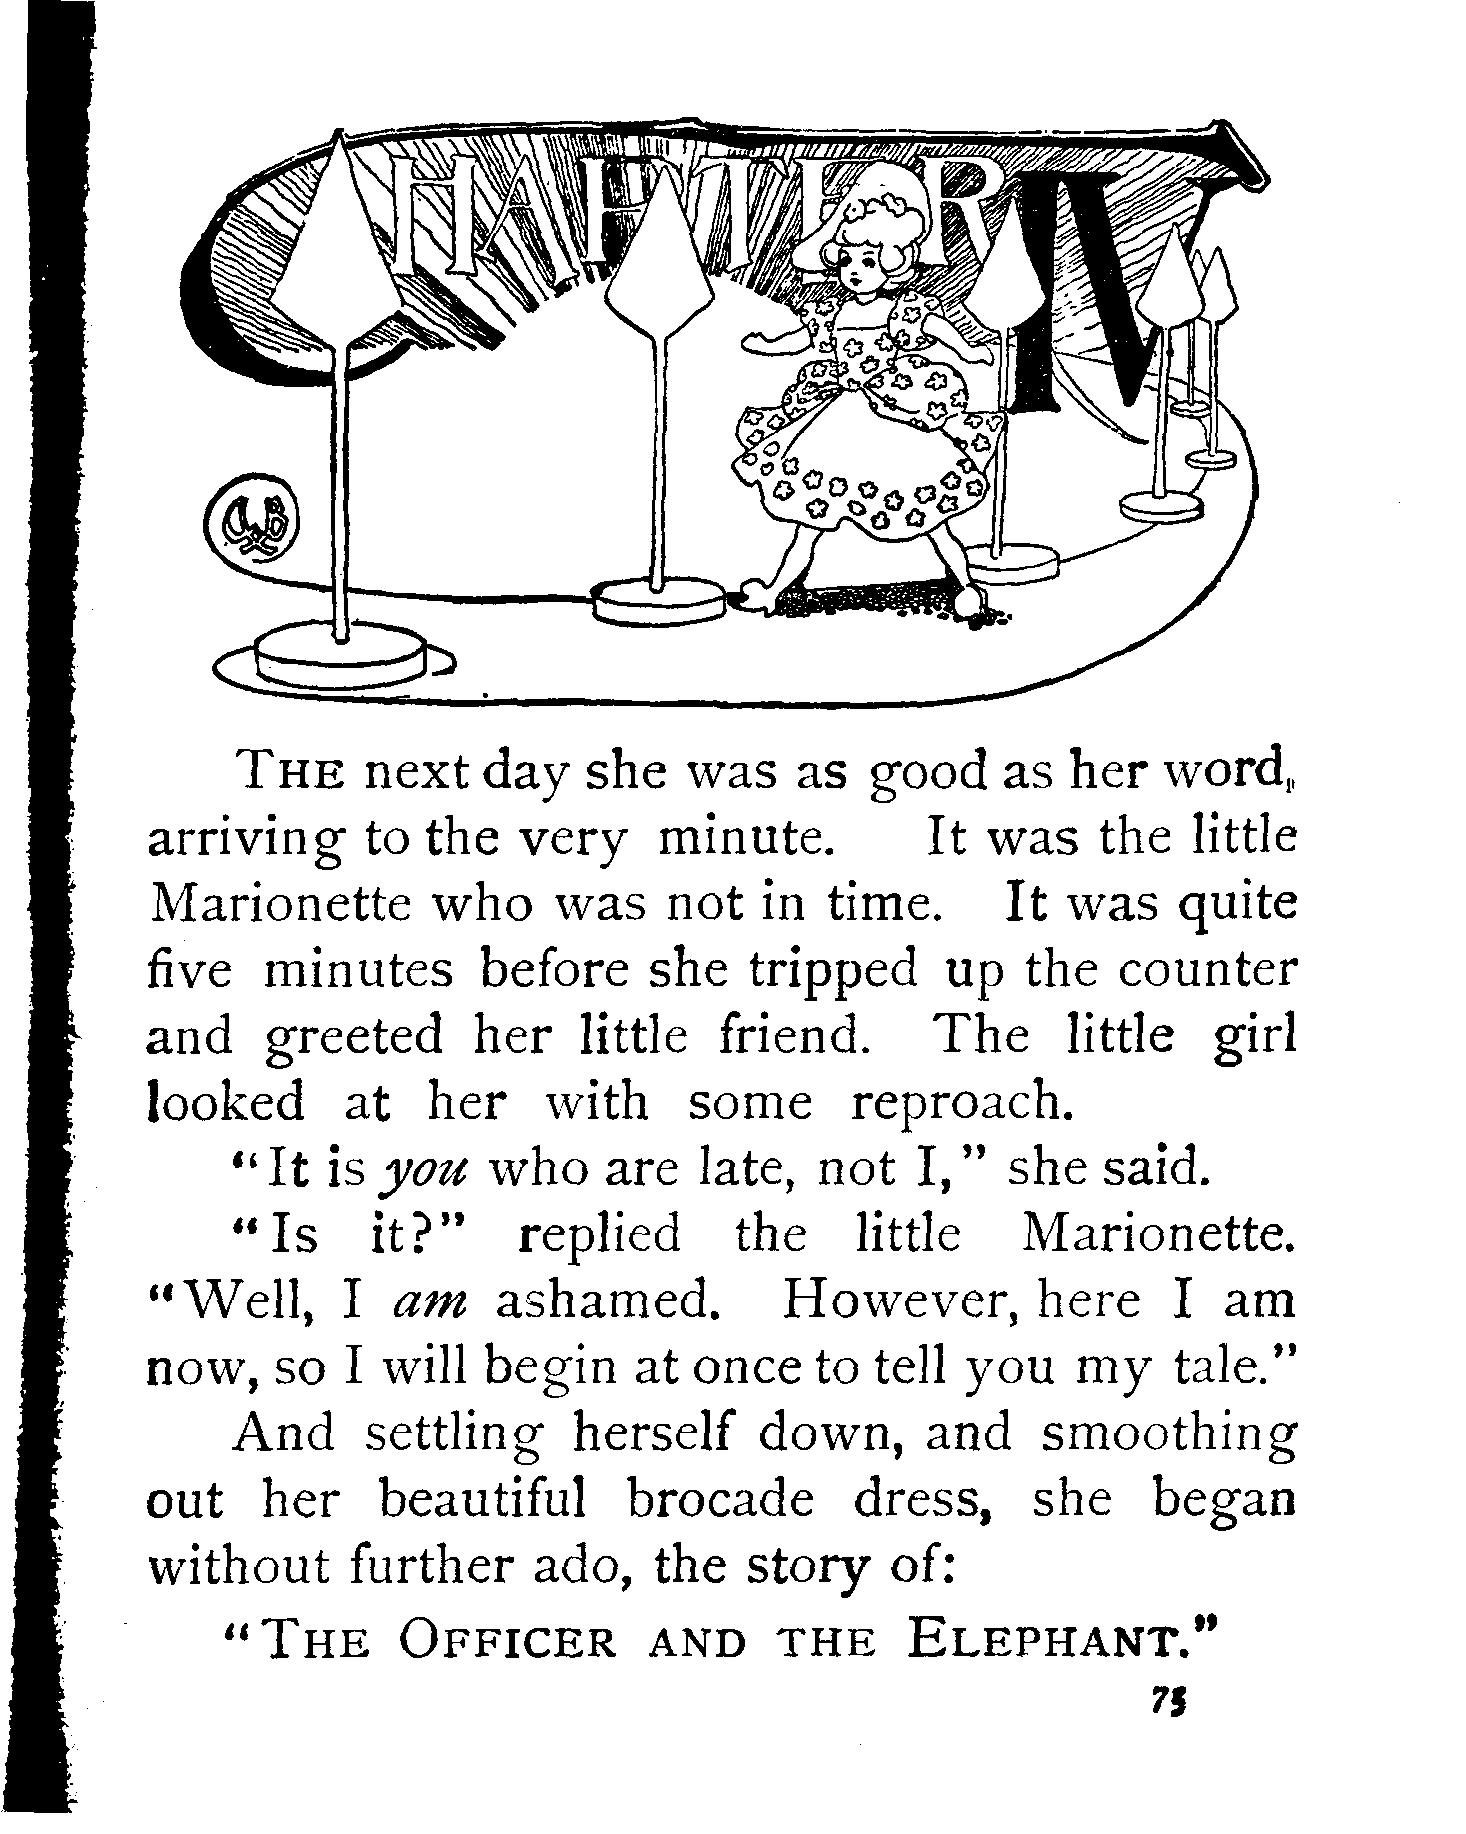 CHAPTER IV
THE next day she was as good as her word,
arriving to the very minute. It was the little
Marionette who was not in time. It was quite
five minutes before she tripped up the counter
and greeted her little friend. The little girl
looked at her with some reproach.
"It is you who are late, not I," she said.
"Is it?" replied the little Marionette.
"Well, I am ashamed. However, here I am
now, so I will begin at once to tell you my tale."
And settling herself down, and smoothing
out her beautiful brocade dress, she began
without further ado, the story of:
"THE OFFICER AND THE ELEPHANT."
75